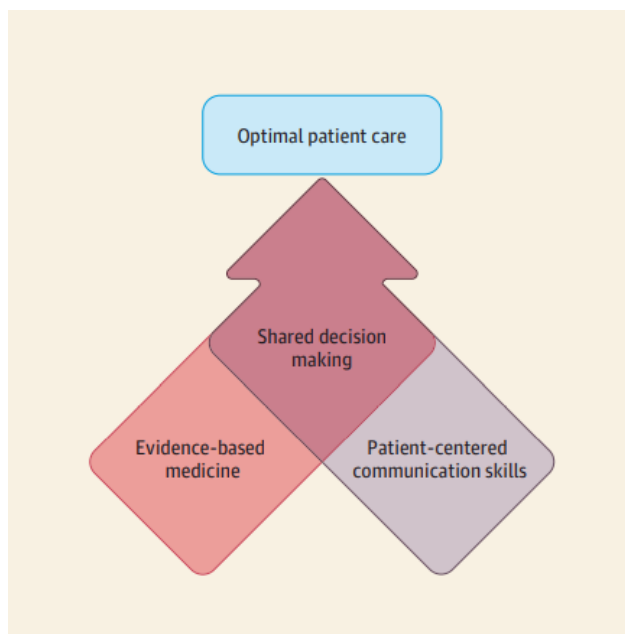 Optimal patient care
Shared decision
making
Evidence-based
medicine
Patient-centered
communication skills